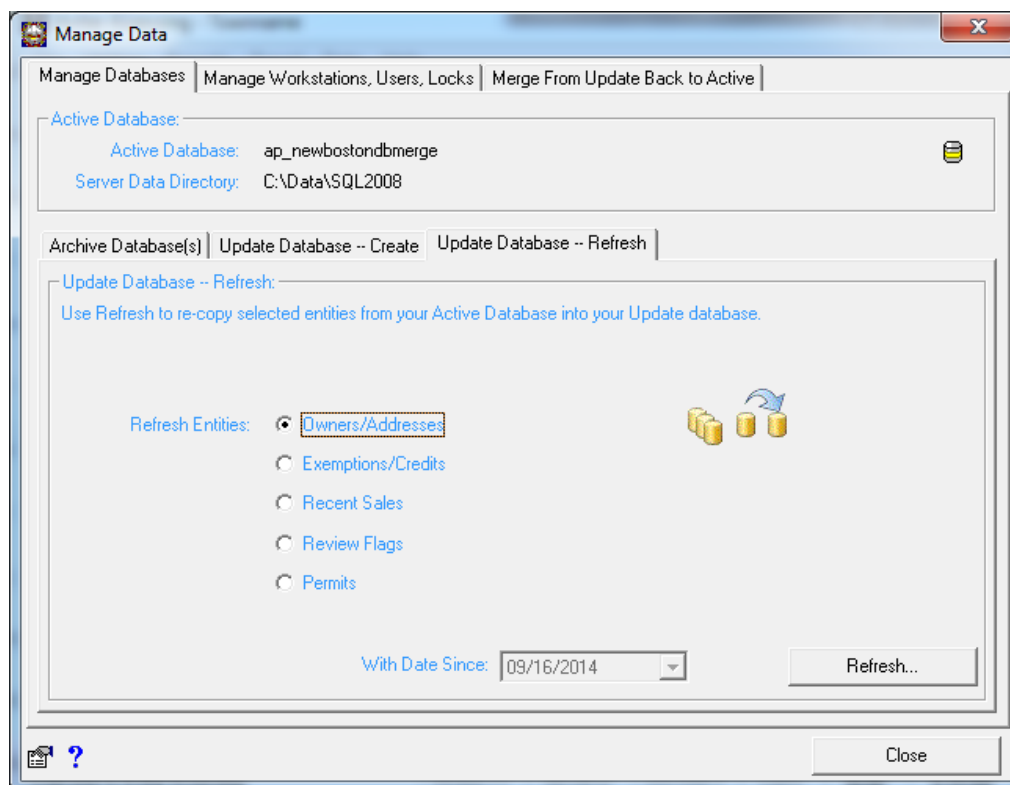 Manage Data
Manage Databases Manage Workstations, Users, Locks Merge From Update Back to Active
Active Database:
Active Database: ap_newbostondbmerge
Server Data Directory: C:\Data\SQL2008
Archive Database(s) Update Database -- Create Update Database -- Refresh
Update Database -- Refresh:
Use Refresh to re-copy selected entities from your Active Database into your Update database.
Refresh Entities: Owners/Addresses
Exemptions/Credits
Recent Sales
Review Flags
Permits
With Date Since: 09/16/2014 Refresh...
? Close